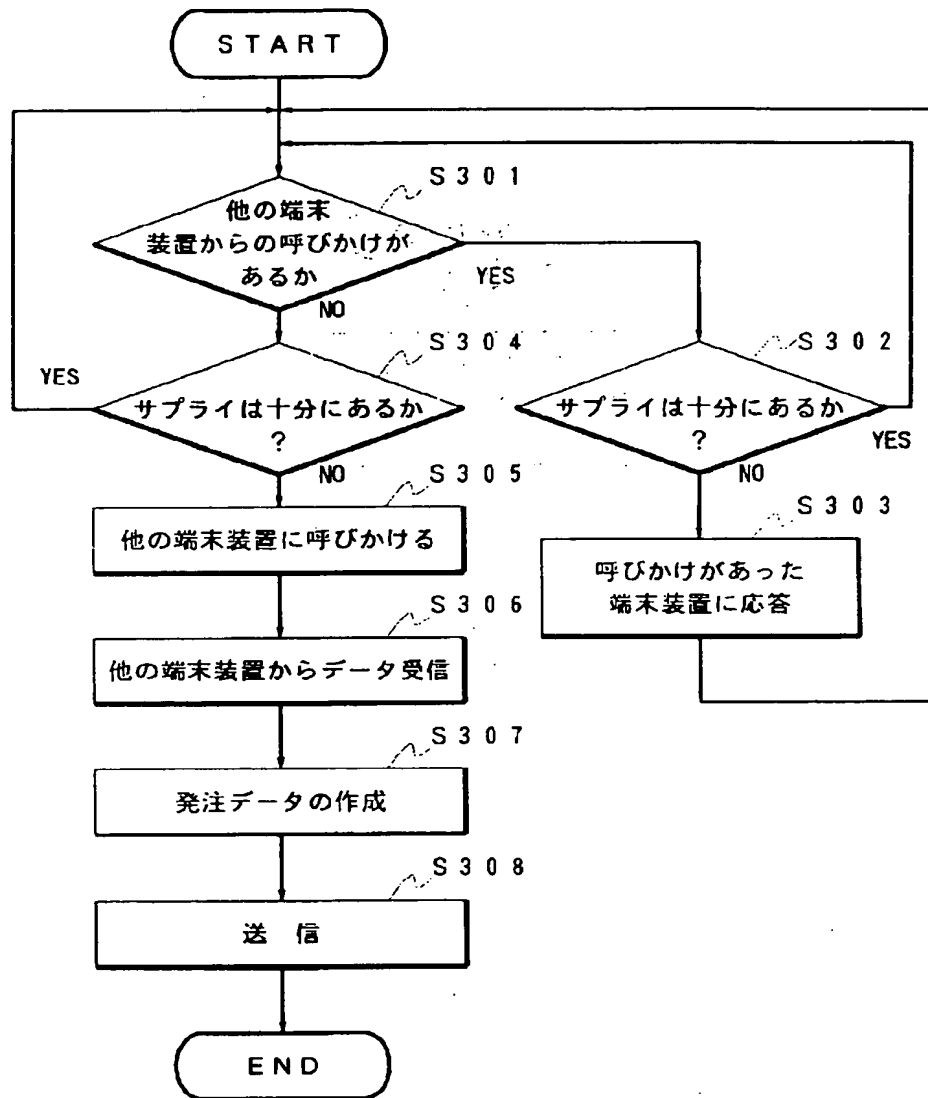 START
S301
他の端末
装置からの呼びかけが
あるか
YES
NO
S304
S302
YES
サプライは十分にあるか
?
NO
サプライは十分にあるか
?
YES
NO
S305
他の端末装置に呼びかける
S303
呼びかけがあった
端末装置に応答
S306
他の端末装置からデータ受信
S307
発注データの作成
S308
送 信
END